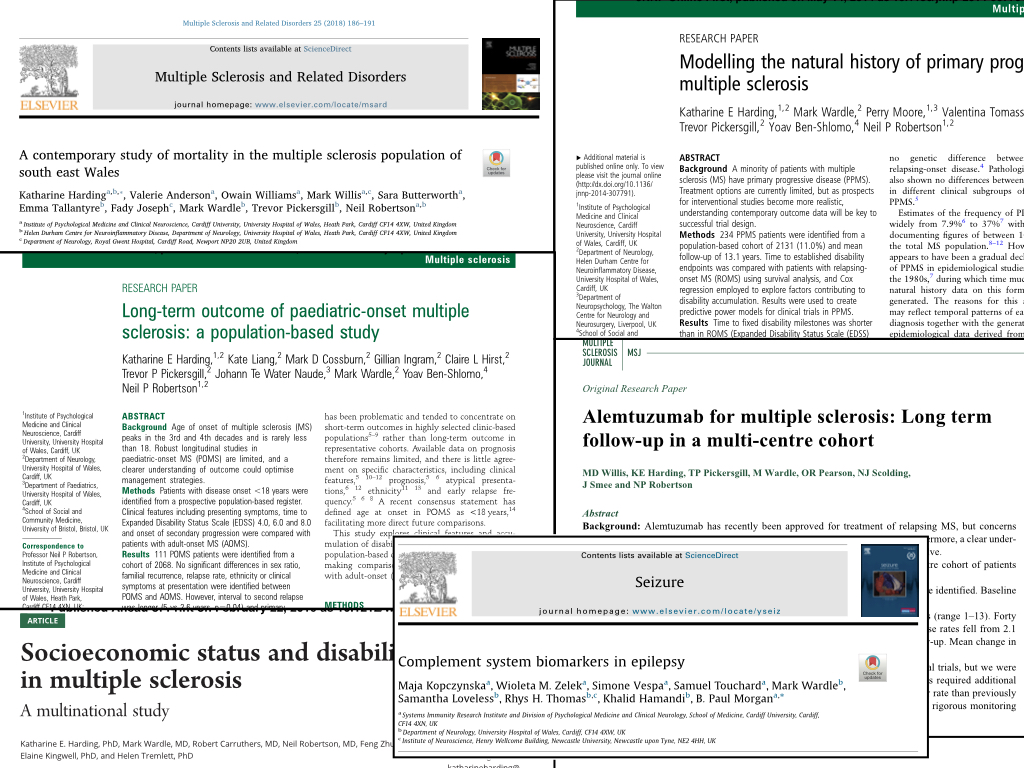 Multiple Sclerosis and Related Disorders 25 (2018) 186–191
Contents lists available at ScienceDirect
Multiple Sclerosis and Related Disorders
journal homepage: www.elsevier.com/locate/msard
ELSEVIER
MULTIPLE
SCLEROSIS
Check for
updates
A contemporary study of mortality in the multiple sclerosis population of
south east Wales
Katharine Harding a,b,⁎, Valerie Anderson a, Owain Williams a, Mark Willis a,c, Sara Butterworth a,
Emma Tallantyre b, Fady Joseph c, Mark Wardle b, Trevor Pickersgill b, Neil Robertson a,b
a Institute of Psychological Medicine and Clinical Neuroscience, Cardiff University, University Hospital of Wales, Heath Park, Cardiff CF14 4XW, United Kingdom
b Helen Durham Centre for Neuroinflammatory Disease, Department of Neurology, University Hospital of Wales, Heath Park, Cardiff CF14 4XW, United Kingdom
c Department of Neurology, Royal Gwent Hospital, Cardiff Road, Newport NP20 2UB, United Kingdom
Multip
RESEARCH PAPER
Modelling the natural history of primary prog
multiple sclerosis
Katharine E Harding,1,2 Mark Wardle,2 Perry Moore,1,3 Valentina Tomass
Trevor Pickersgill,2 Yoav Ben-Shlomo,4 Neil P Robertson1,2
▸ Additional material is
published online only. To view
please visit the journal online
(http://dx.doi.org/10.1136/
jnnp-2014-307791).
1Institute of Psychological
Medicine and Clinical
Neuroscience, Cardiff
University, University Hospital
of Wales, Cardiff, UK
2Department of Neurology,
Helen Durham Centre for
Neuroinflammatory Disease,
University Hospital of Wales,
Cardiff, UK
3Department of
Neuropsychology, The Walton
Centre for Neurology and
Neurosurgery, Liverpool, UK
4School of Social and
ABSTRACT
Background A minority of patients with multiple
sclerosis (MS) have primary progressive disease (PPMS).
Treatment options are currently limited, but as prospects
for interventional studies become more realistic,
understanding contemporary outcome data will be key to
successful trial design.
Methods 234 PPMS patients were identified from a
population-based cohort of 2131 (11.0%) and mean
follow-up of 13.1 years. Time to established disability
endpoints was compared with patients with relapsing-
onset MS (ROMS) using survival analysis, and Cox
regression employed to explore factors contributing to
disability accumulation. Results were used to create
predictive power models for clinical trials in PPMS.
Results Time to fixed disability milestones was shorter
than in ROMS (Expanded Disability Status Scale (EDSS)
no genetic difference betwee
relapsing-onset disease.4 Pathologi
also shown no differences between
in different clinical subgroups of
PPMS.5
Estimates of the frequency of PP
widely from 7.9%6 to 37%7 with
documenting figures of between 1
the total MS population.8–12 How
appears to have been a gradual decl
of PPMS in epidemiological studies
the 1980s,7 during which time muc
natural history data on this form
generated. The reasons for this a
may reflect temporal patterns of ea
diagnosis together with the generat
epidemiological data derived from
Multiple sclerosis
RESEARCH PAPER
Long-term outcome of paediatric-onset multiple
sclerosis: a population-based study
Katharine E Harding,1,2 Kate Liang,2 Mark D Cossburn,2 Gillian Ingram,2 Claire L Hirst,2
Trevor P Pickersgill,2 Johann Te Water Naude,3 Mark Wardle,2 Yoav Ben-Shlomo,4
Neil P Robertson1,2
1Institute of Psychological
Medicine and Clinical
Neuroscience, Cardiff
University, University Hospital
of Wales, Cardiff, UK
2Department of Neurology,
University Hospital of Wales,
Cardiff, UK
3Department of Paediatrics,
University Hospital of Wales,
Cardiff, UK
4School of Social and
Community Medicine,
University of Bristol, Bristol, UK
Correspondence to
Professor Neil P Robertson,
Institute of Psychological
Medicine and Clinical
Neuroscience, Cardiff
University, University Hospital
of Wales, Heath Park,
Cardiff CF14 4XN, UK;
ABSTRACT
Background Age of onset of multiple sclerosis (MS)
peaks in the 3rd and 4th decades and is rarely less
than 18. Robust longitudinal studies in
paediatric-onset MS (POMS) are limited, and a
clearer understanding of outcome could optimise
management strategies.
Methods Patients with disease onset <18 years were
identified from a prospective population-based register.
Clinical features including presenting symptoms, time to
Expanded Disability Status Scale (EDSS) 4.0, 6.0 and 8.0
and onset of secondary progression were compared with
patients with adult-onset MS (AOMS).
Results 111 POMS patients were identified from a
cohort of 2068. No significant differences in sex ratio,
familial recurrence, relapse rate, ethnicity or clinical
symptoms at presentation were identified between
POMS and AOMS. However, interval to second relapse
has been problematic and tended to concentrate on
short-term outcomes in highly selected clinic-based
populations5–9 rather than long-term outcome in
representative cohorts. Available data on prognosis
therefore remains limited, and there is little agree-
ment on specific characteristics, including clinical
features,5 10–12 prognosis,5 6 atypical presenta-
tions,6 12 ethnicity11 13 and early relapse fre-
quency.5 6 8 A recent consensus statement has
defined age at onset in POMS as <18 years,14
facilitating more direct future comparisons.
This study explores clinical features and accu-
mulation of disabi
population-based c
making comparis
with adult-onset (
METHODS
MULTIPLE
SCLEROSIS
JOURNAL
MSJ
Original Research Paper
Alemtuzumab for multiple sclerosis: Long term
follow-up in a multi-centre cohort
MD Willis, KE Harding, TP Pickersgill, M Wardle, OR Pearson, NJ Scolding,
J Smee and NP Robertson
Abstract
Background: Alemtuzumab has recently been approved for treatment of relapsing MS, but concerns
ermore, a clear under-
ve.
re cohort of patients
e identified. Baseline
(range 1–13). Forty
se rates fell from 2.1
-up. Mean change in
al trials, but we were
s required additional
rate than previously
rigorous monitoring
ARTICLE
Socioeconomic status and disabili
in multiple sclerosis
A multinational study
Katharine E. Harding, PhD, Mark Wardle, MD, Robert Carruthers, MD, Neil Robertson, MD, Feng Zhu
Elaine Kingwell, PhD, and Helen Tremlett, PhD
Contents lists available at ScienceDirect
Seizure
journal homepage: www.elsevier.com/locate/yseiz
ELSEVIER
SEIZURE
Check for
updates
Complement system biomarkers in epilepsy
Maja Kopczynska a, Wioleta M. Zelek a, Simone Vespa a, Samuel Touchard a, Mark Wardle b,
Samantha Loveless b, Rhys H. Thomas b,c, Khalid Hamandi b, B. Paul Morgan a,⁎
a Systems Immunity Research Institute and Division of Psychological Medicine and Clinical Neurology, School of Medicine, Cardiff University, Cardiff,
CF14 4XN, UK
b Department of Neurology, University Hospital of Wales, Cardiff, CF14 4XW, UK
c Institute of Neuroscience, Henry Wellcome Building, Newcastle University, Newcastle upon Tyne, NE2 4HH, UK